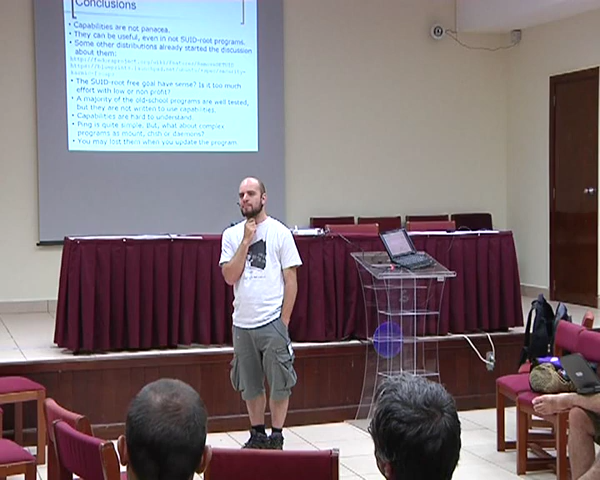 Conclusions
• Capabilities are not panacea.
• They can be useful, even in not SUID-root programs.
• Some other distributions already started the discussion
about them:
• The SUID-root free goal have sense? Is it too much
effort with low or non profit?
• A majority of the old-school programs are well tested,
but they are not written to use capabilities.
• Capabilities are hard to understand.
• Ping is quite simple. But, what about complex
programs as mount, chsh or daemons?
• You may lost them when you update the program.